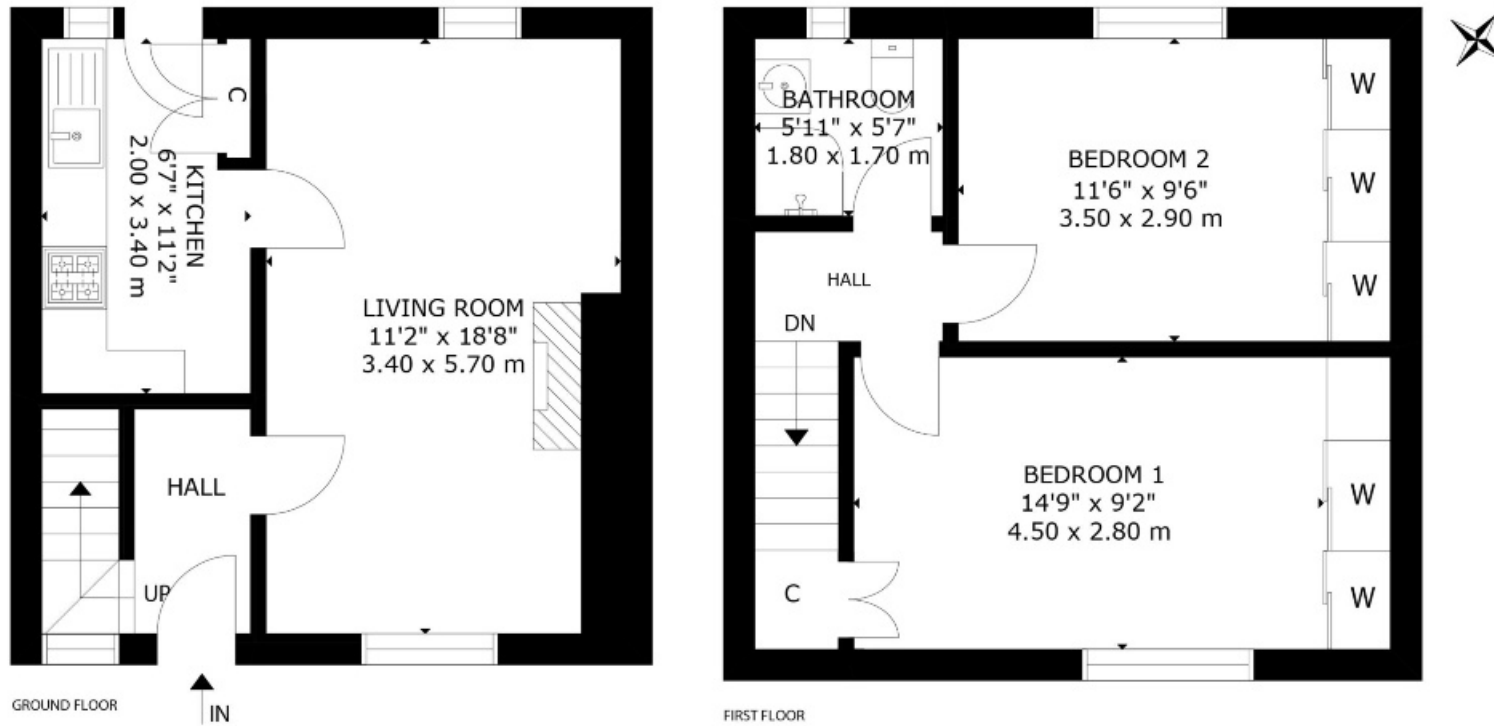 C
KITCHEN
6'7" x 11'2"
2.00 x 3.40 m
LIVING ROOM
11'2" x 18'8"
3.40 x 5.70 m
HALL
UP
IN
GROUND FLOOR
BATHROOM
5'11" x 5'7"
1.80 x 1.70 m
BEDROOM 2
11'6" x 9'6"
3.50 x 2.90 m
W
W
W
HALL
DN
BEDROOM 1
14'9" x 9'2"
4.50 x 2.80 m
W
W
C
FIRST FLOOR